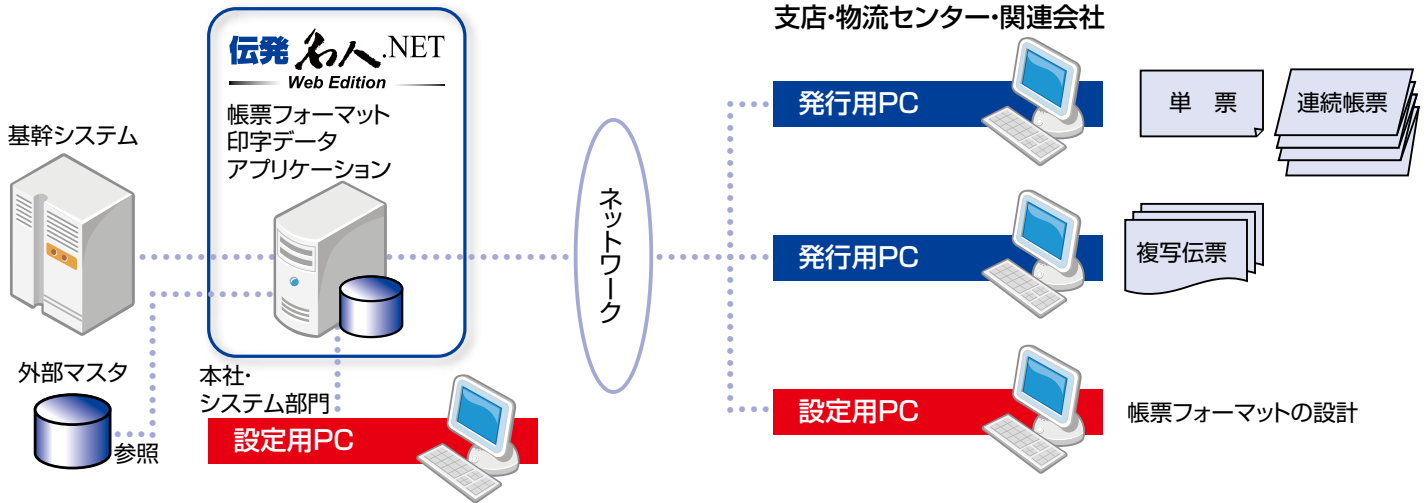 基幹システム
外部マスタ
参照
伝発名人.NET
Web Edition
帳票フォーマット
印字データ
アプリケーション
本社・
システム部門
設定用PC
ネットワーク
支店・物流センター・関連会社
発行用PC
単 票
連続帳票
発行用PC
複写伝票
設定用PC
帳票フォーマットの設計